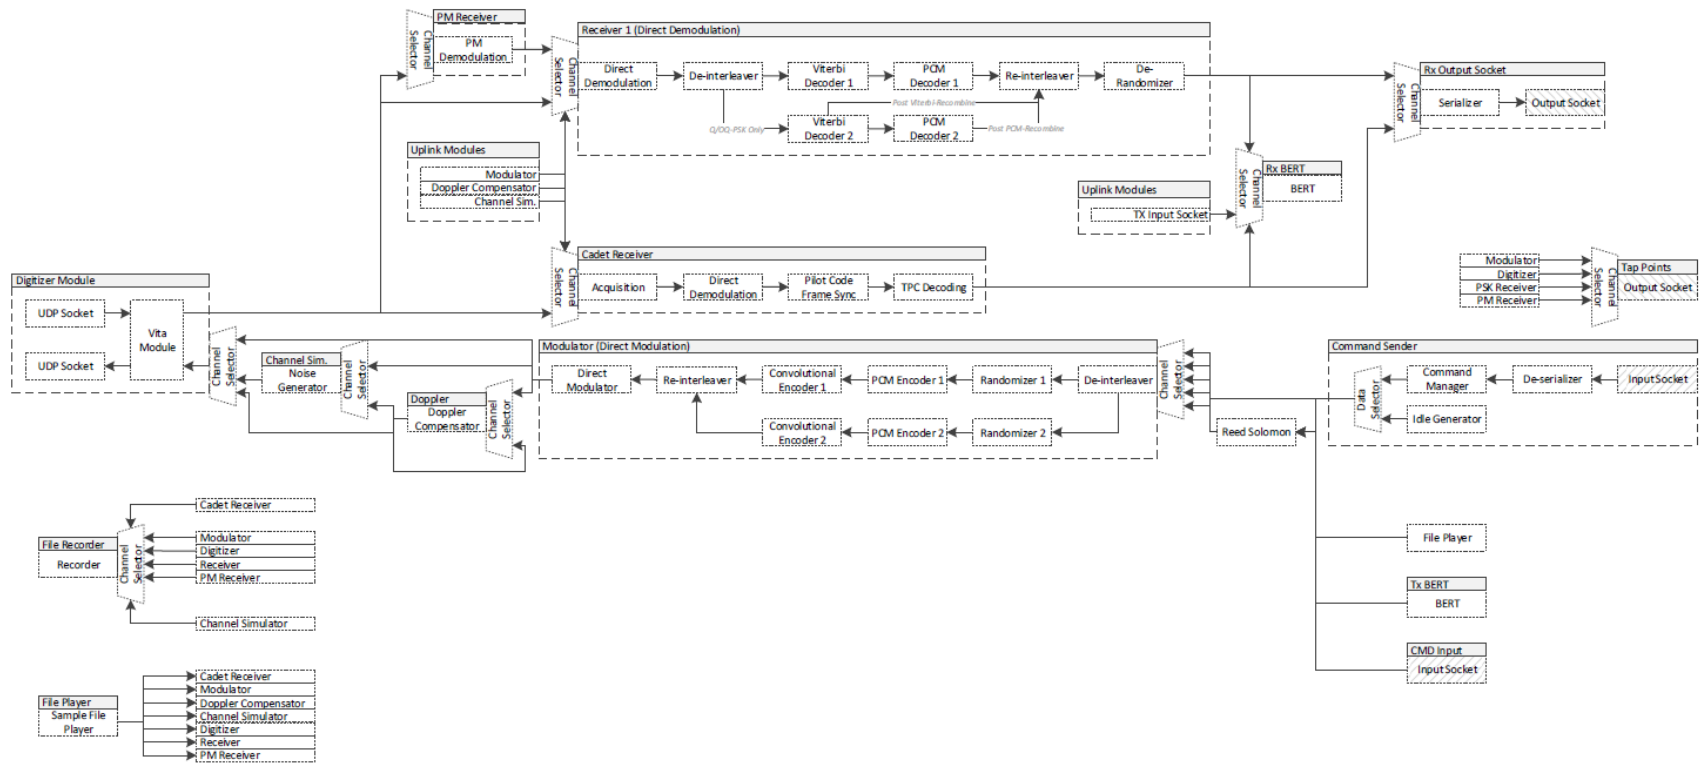 PM Receiver
Channel
Selector
PM
Demodulation
Receiver 1 (Direct Demodulation)
Channel
Selector
Direct
Demodulation
De-interleaver
Viterbi
Decoder 1
PCM
Decoder 1
Re-interleaver
De-
Randomizer
Post Viterbi-Recombine
Q/OQ-PSK Only
Viterbi
Decoder 2
PCM
Decoder 2
Post PCM-Recombine
Rx Output Socket
Channel
Selector
Serializer
Output Socket
Uplink Modules
Modulator
Doppler Compensator
Channel Sim.
Uplink Modules
TX Input Socket
Channel
Selector
Rx BERT
BERT
Cadet Receiver
Channel
Selector
Acquisition
Direct
Demodulation
Pilot Code
Frame Sync
TPC Decoding
Modulator
Digitizer
PSK Receiver
PM Receiver
Channel
Selector
Tap Points
Output Socket
Digitizer Module
UDP Socket
Vita
Module
UDP Socket
Channel
Selector
Channel Sim.
Noise
Generator
Channel
Selector
Doppler
Doppler
Compensator
Channel
Selector
Modulator (Direct Modulation)
Direct
Modulator
Re-interleaver
Convolutional
Encoder 1
PCM Encoder 1
Randomizer 1
De-interleaver
Convolutional
Encoder 2
PCM Encoder 2
Randomizer 2
Channel
Selector
Reed Solomon
Command Sender
Data
Selector
Command
Manager
De-serializer
Input Socket
Idle Generator
File Player
Tx BERT
BERT
CMD Input
Input Socket
Cadet Receiver
File Recorder
Recorder
Channel
Selector
Modulator
Digitizer
Receiver
PM Receiver
Channel Simulator
File Player
Sample File
Player
Cadet Receiver
Modulator
Doppler Compensator
Channel Simulator
Digitizer
Receiver
PM Receiver